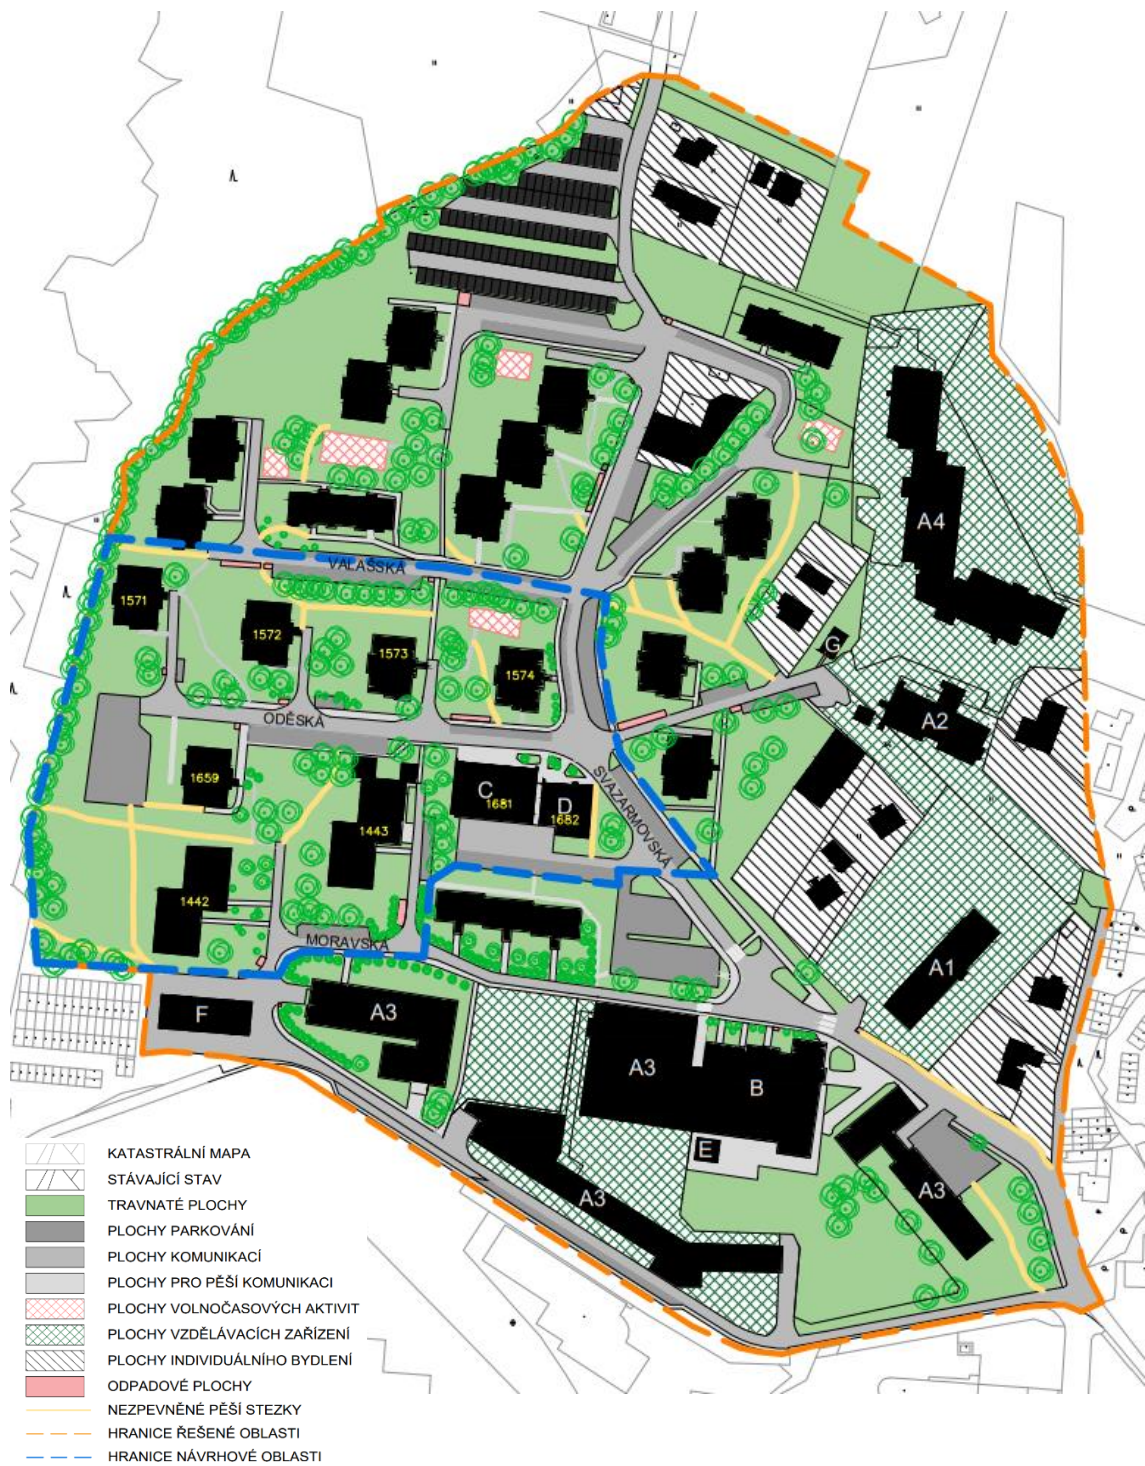 A4
VALAŠSKÁ
1571
1572
1573
G
1574
A2
ODĚSKÁ
1659
SVAZARMOVSKÁ
C
1681
D
1682
1443
1442
MORAVSKÁ
A1
F
A3
A3
B
E
A3
A3
KATASTRÁLNÍ MAPA
STÁVAJÍCÍ STAV
TRAVNATÉ PLOCHY
PLOCHY PARKOVÁNÍ
PLOCHY KOMUNIKACÍ
PLOCHY PRO PĚŠÍ KOMUNIKACI
PLOCHY VOLNOČASOVÝCH AKTIVIT
PLOCHY VZDĚLÁVACÍCH ZAŘÍZENÍ
PLOCHY INDIVIDUÁLNÍHO BYDLENÍ
ODPADOVÉ PLOCHY
NEZPEVNĚNÉ PĚŠÍ STEZKY
HRANICE ŘEŠENÉ OBLASTI
HRANICE NÁVRHOVÉ OBLASTI